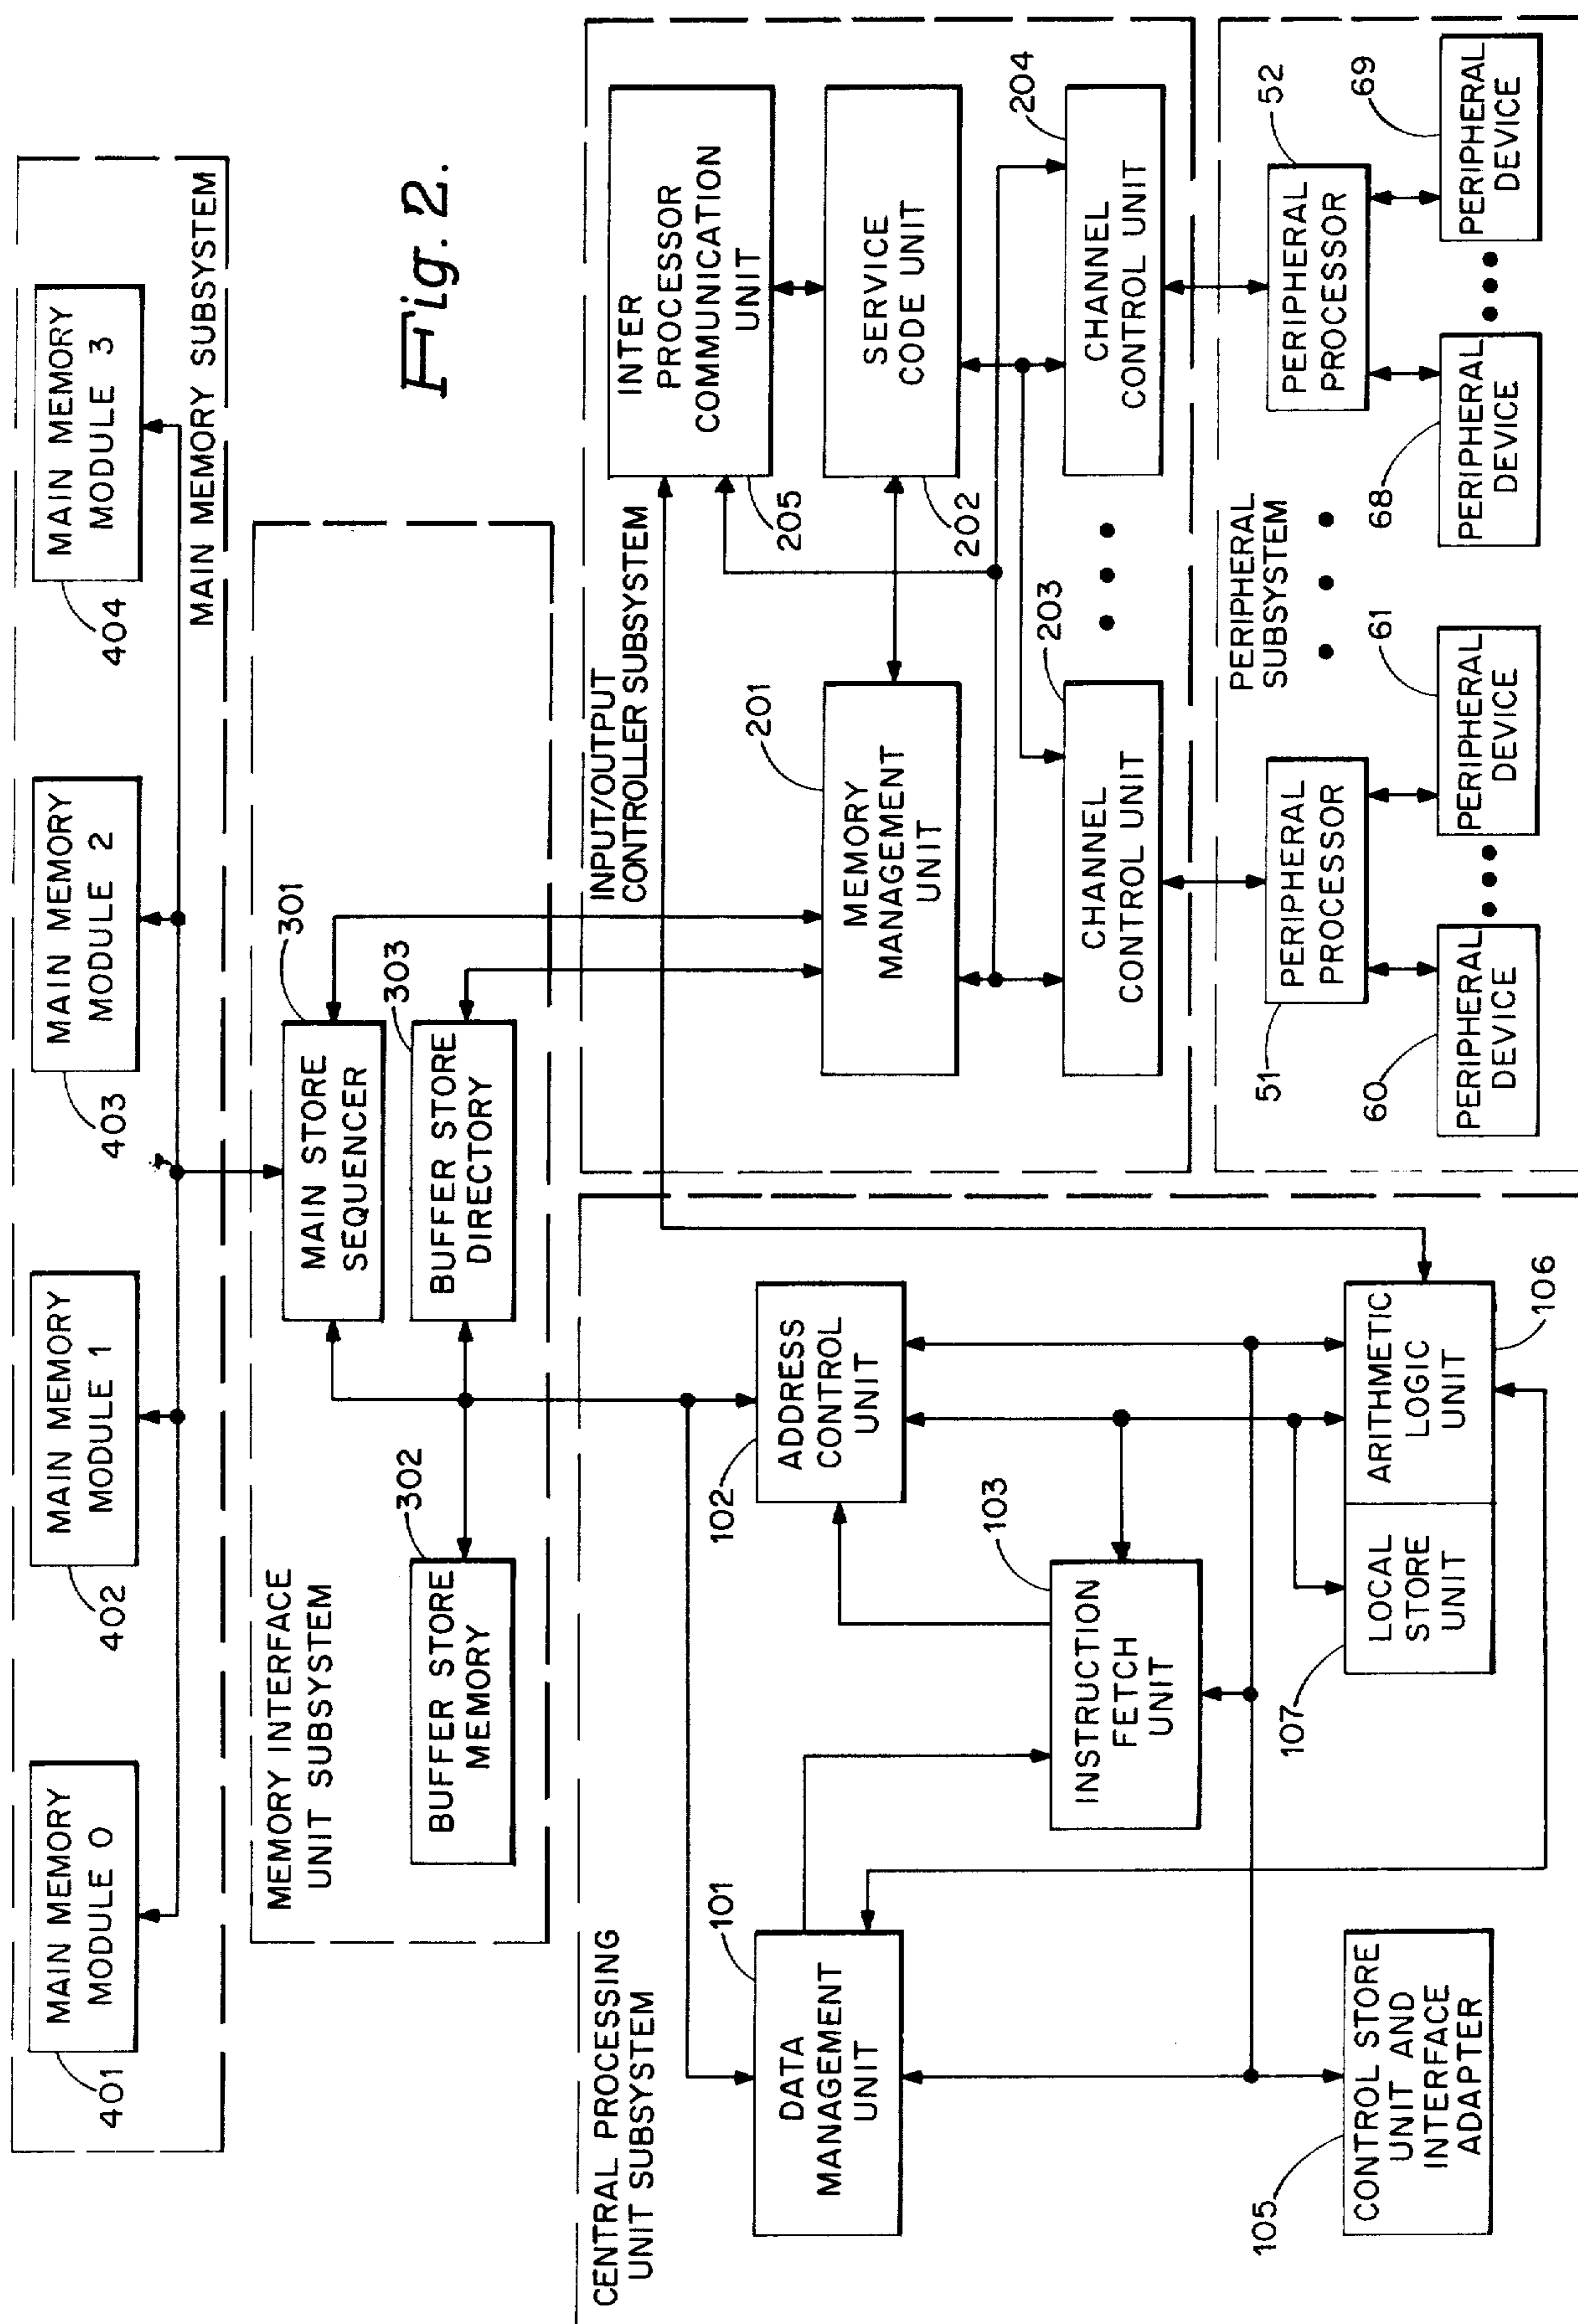 401
MAIN MEMORY
MODULE 0
402
MAIN MEMORY
MODULE 1
403
MAIN MEMORY
MODULE 2
404
MAIN MEMORY
MODULE 3
MAIN MEMORY SUBSYSTEM
MEMORY INTERFACE
UNIT SUBSYSTEM
MAIN STORE
SEQUENCER
301
302
BUFFER STORE
MEMORY
BUFFER STORE
DIRECTORY
303
Fig. 2.
CENTRAL PROCESSING
UNIT SUBSYSTEM
DATA
MANAGEMENT
UNIT
101
102
ADDRESS
CONTROL
UNIT
INSTRUCTION
FETCH
UNIT
103
105
CONTROL STORE
UNIT AND
INTERFACE
ADAPTER
107
LOCAL
STORE
UNIT
ARITHMETIC
LOGIC
UNIT
106
INPUT/OUTPUT
CONTROLLER SUBSYSTEM
INTER
PROCESSOR
COMMUNICATION
UNIT
205
MEMORY
MANAGEMENT
UNIT
201
SERVICE
CODE UNIT
202
CHANNEL
CONTROL UNIT
203
CHANNEL
CONTROL UNIT
204
PERIPHERAL
SUBSYSTEM
51
PERIPHERAL
PROCESSOR
PERIPHERAL
PROCESSOR
52
60
PERIPHERAL
DEVICE
61
PERIPHERAL
DEVICE
68
PERIPHERAL
DEVICE
69
PERIPHERAL
DEVICE